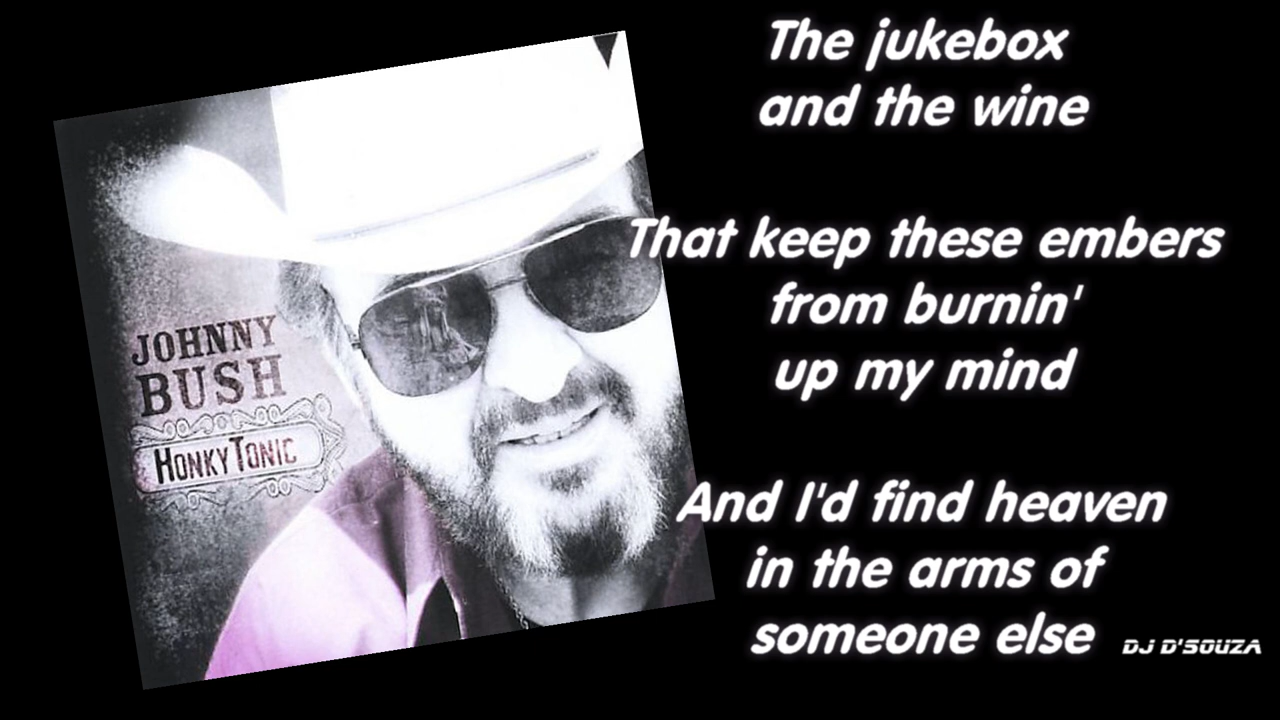 The jukebox
and the wine
That keep these embers
from burnin'
up my mind
And I'd find heaven
in the arms of
someone else
DJ D'SOUZA
JOHNNY
BUSH
HONKY TONIC